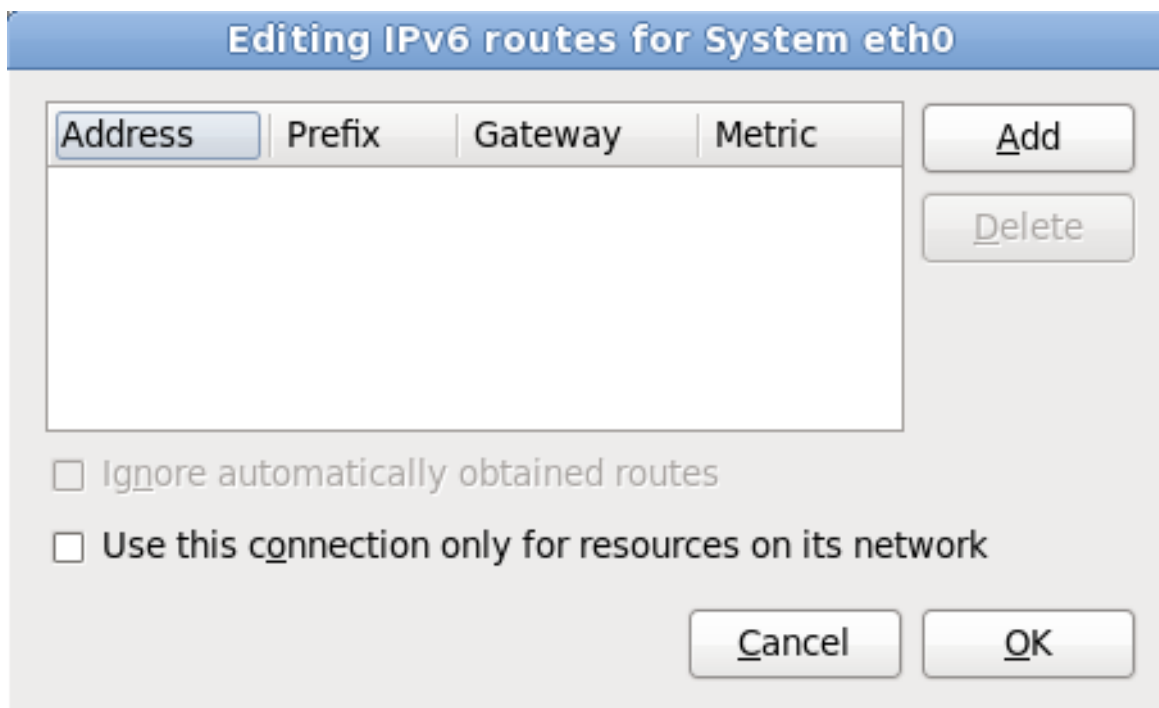 Editing IPv6 routes for System eth0
Address Prefix Gateway Metric
Add
Delete
Ignore automatically obtained routes
Use this connection only for resources on its network
Cancel OK